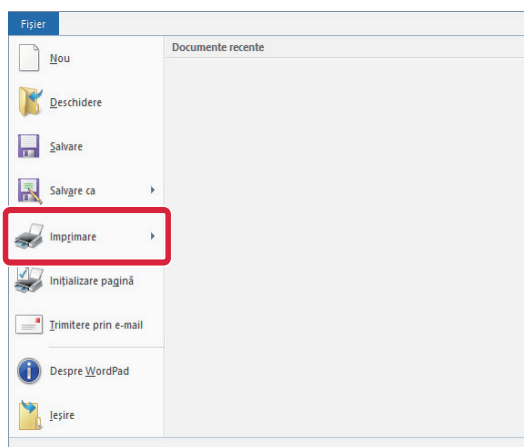 Fișier
Documente recente
Nou
Deschidere
Salvare
Salvare ca
Imprimare
Inițializare pagină
Trimitere prin e-mail
Despre WordPad
Ieșire